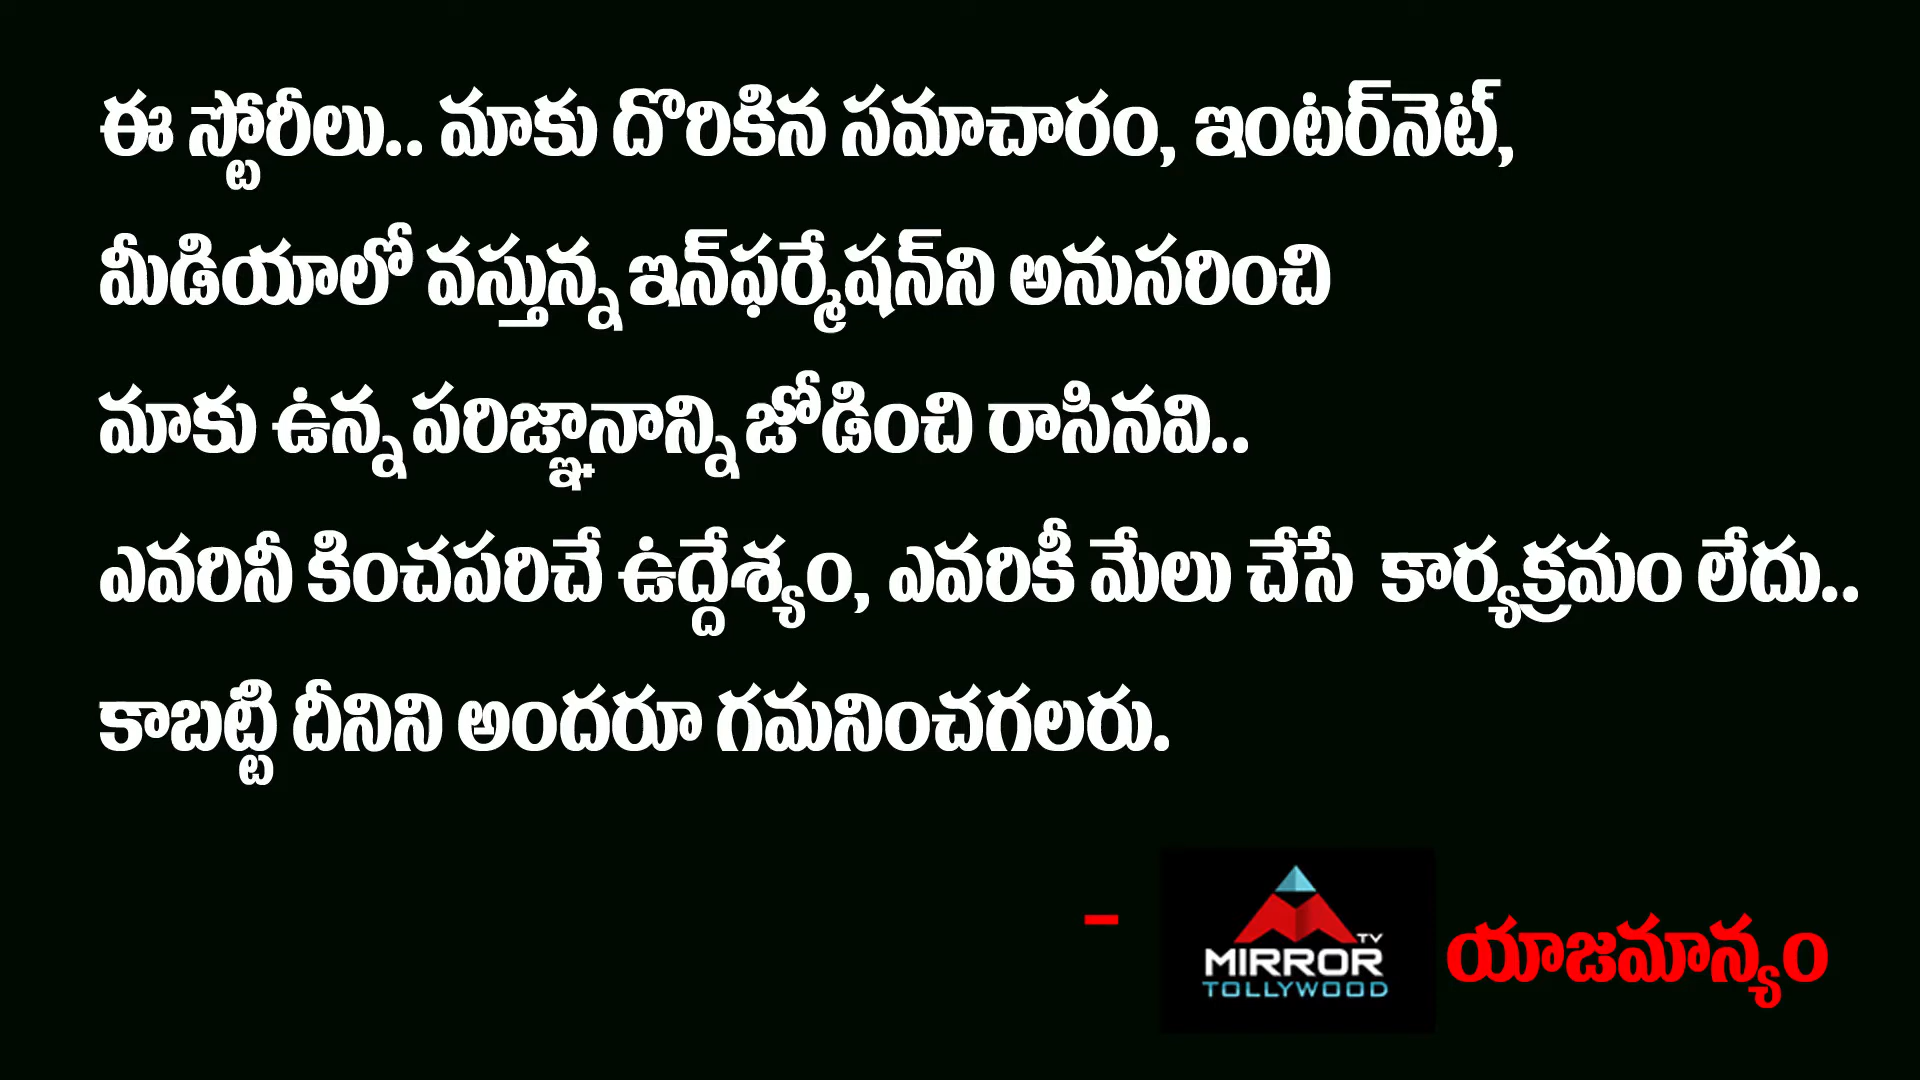 ఈ స్టోరీలు.. మాకు దొరికిన సమాచారం, ఇంటర్‌నెట్,
మీడియాలో వస్తున్న ఇన్‌ఫర్మేషన్‌ని అనుసరించి
మాకు ఉన్న పరిజ్ఞానాన్ని జోడించి రాసినవి..
ఎవరినీ కించపరిచే ఉద్దేశ్యం, ఎవరికీ మేలు చేసే కార్యక్రమం లేదు..
కాబట్టి దీనిని అందరూ గమనించగలరు.
- MIRROR TV TOLLYWOOD యాజమాన్యం